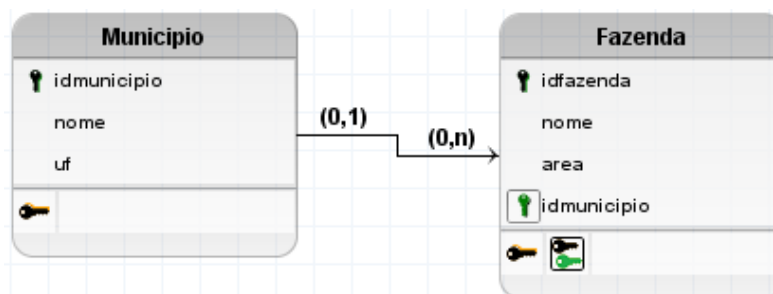 Municipio
idmunicipio
nome
uf
(0,1)
(0,n)
Fazenda
idfazenda
nome
area
idmunicipio